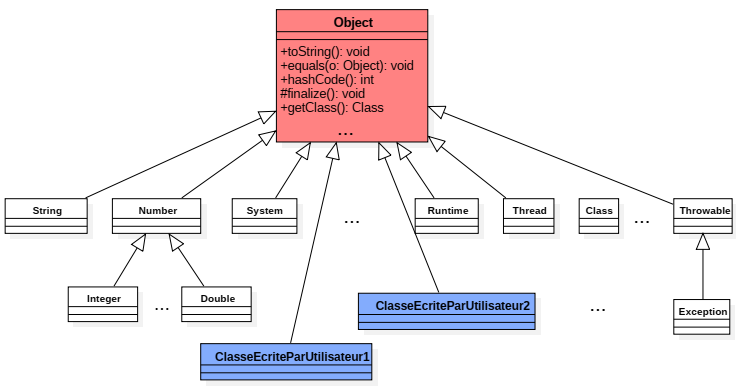 Object
+toString(): void
+equals(o: Object): void
+hashCode(): int
#finalize(): void
+getClass(): Class
...
String
Number
System
...
Runtime
Thread
Class
...
Throwable
Integer
...
Double
ClasseEcriteParUtilisateur2
...
Exception
ClasseEcriteParUtilisateur1